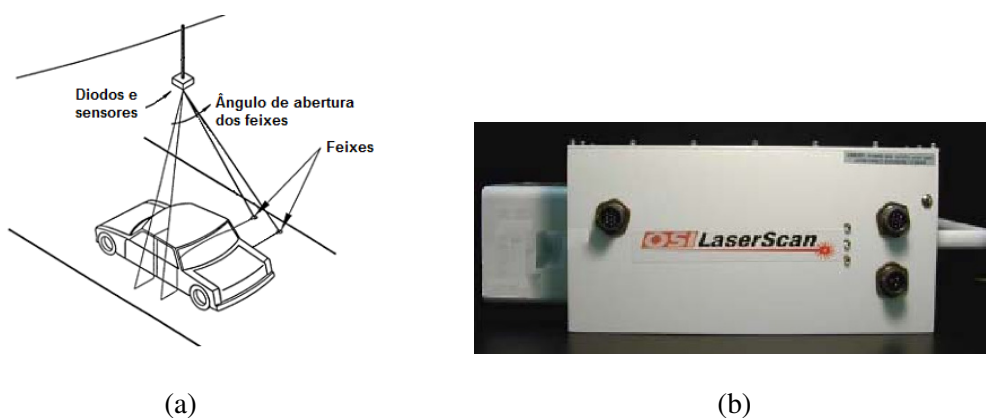 Diodos e
sensores
Ângulo de abertura
dos feixes
Feixes
OSI LaserScan
(a)
(b)